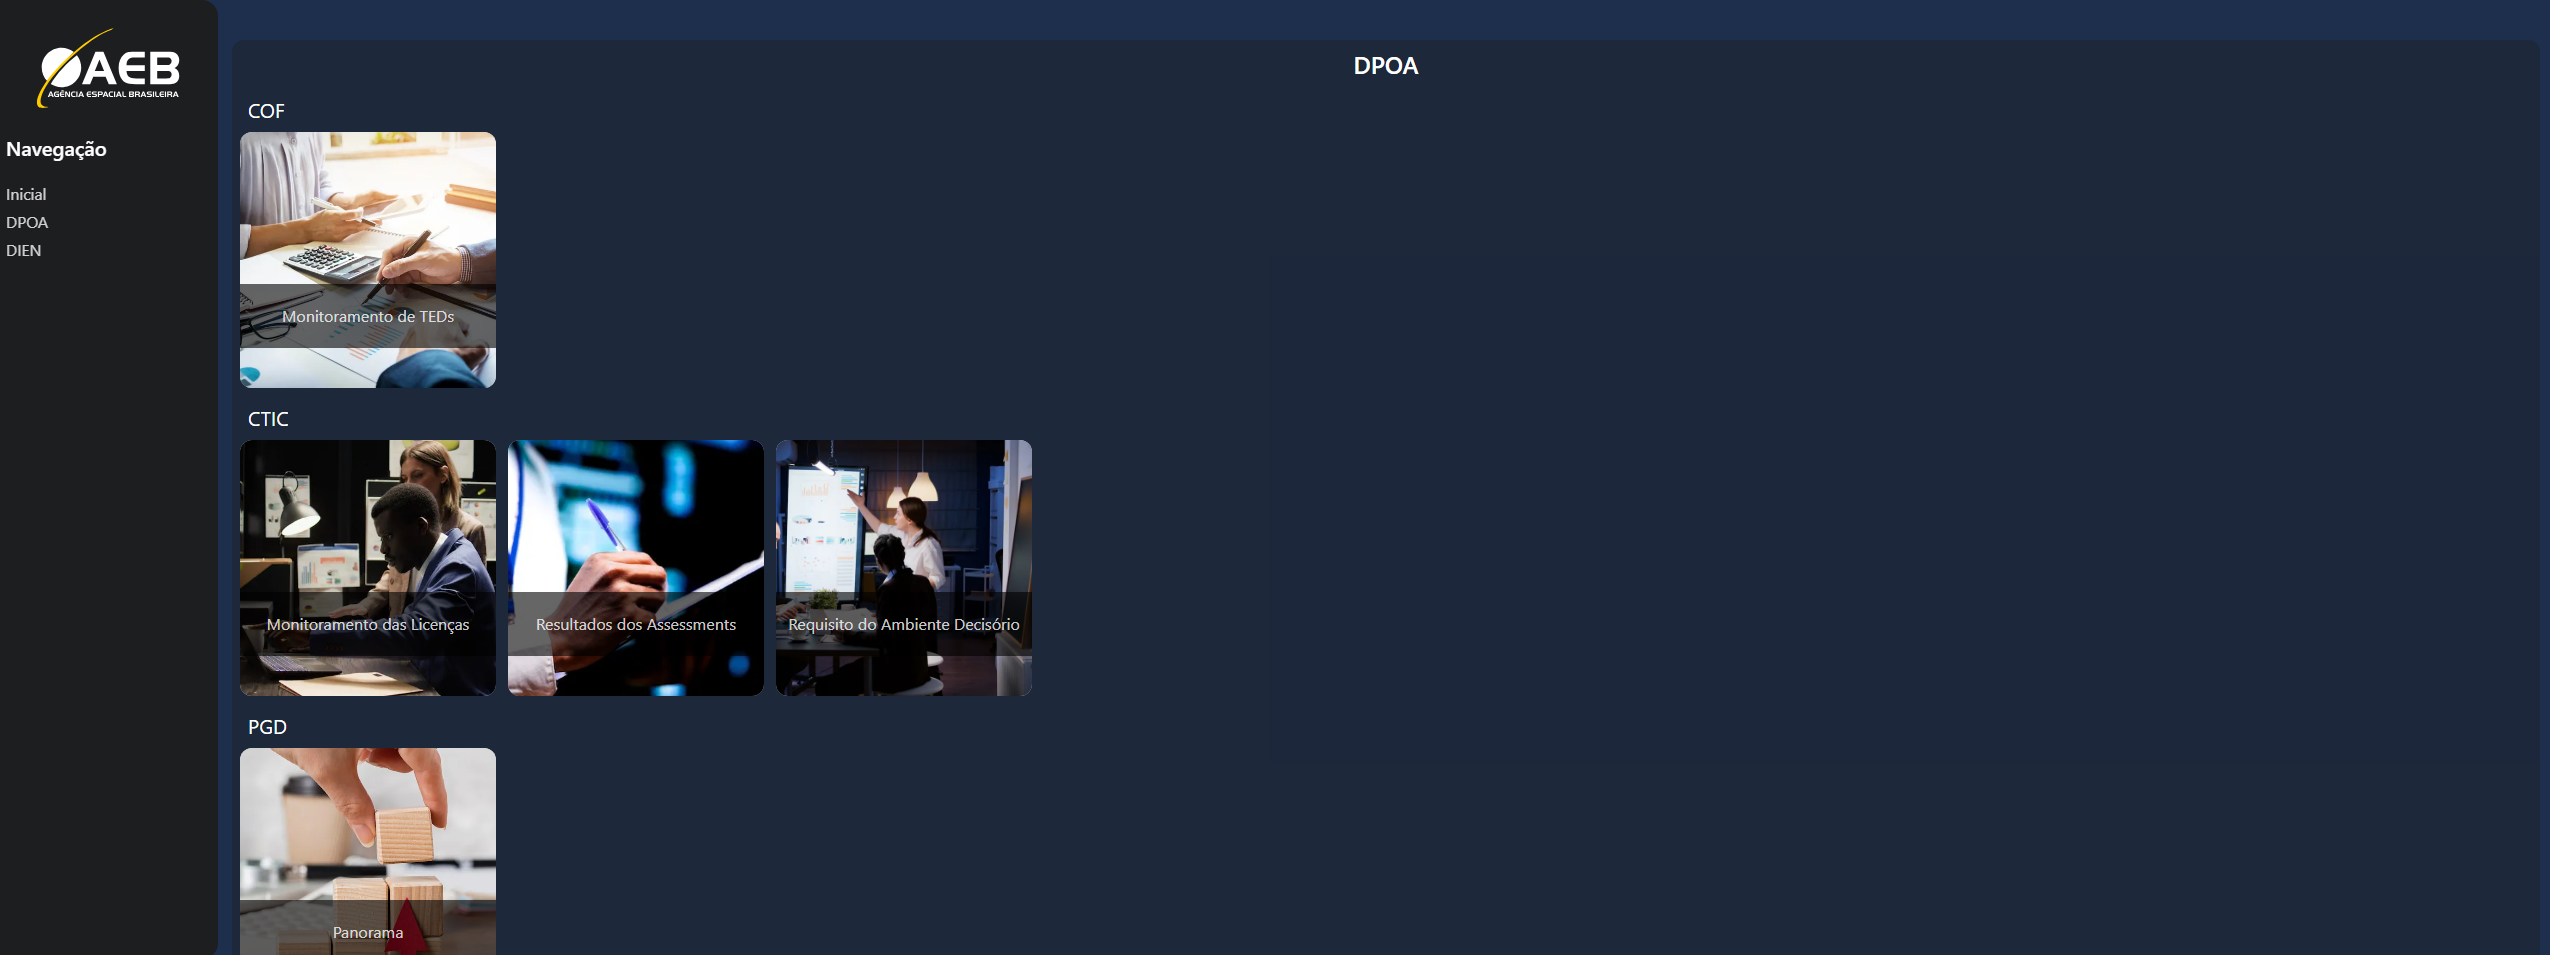 AEB
AGÊNCIA ESPACIAL BRASILEIRA
Navegação
Inicial
DPOA
DIEN
DPOA
COF
Monitoramento de TEDs
CTIC
Monitoramento das Licenças
Resultados dos Assessments
Requisito do Ambiente Decisório
PGD
Panorama